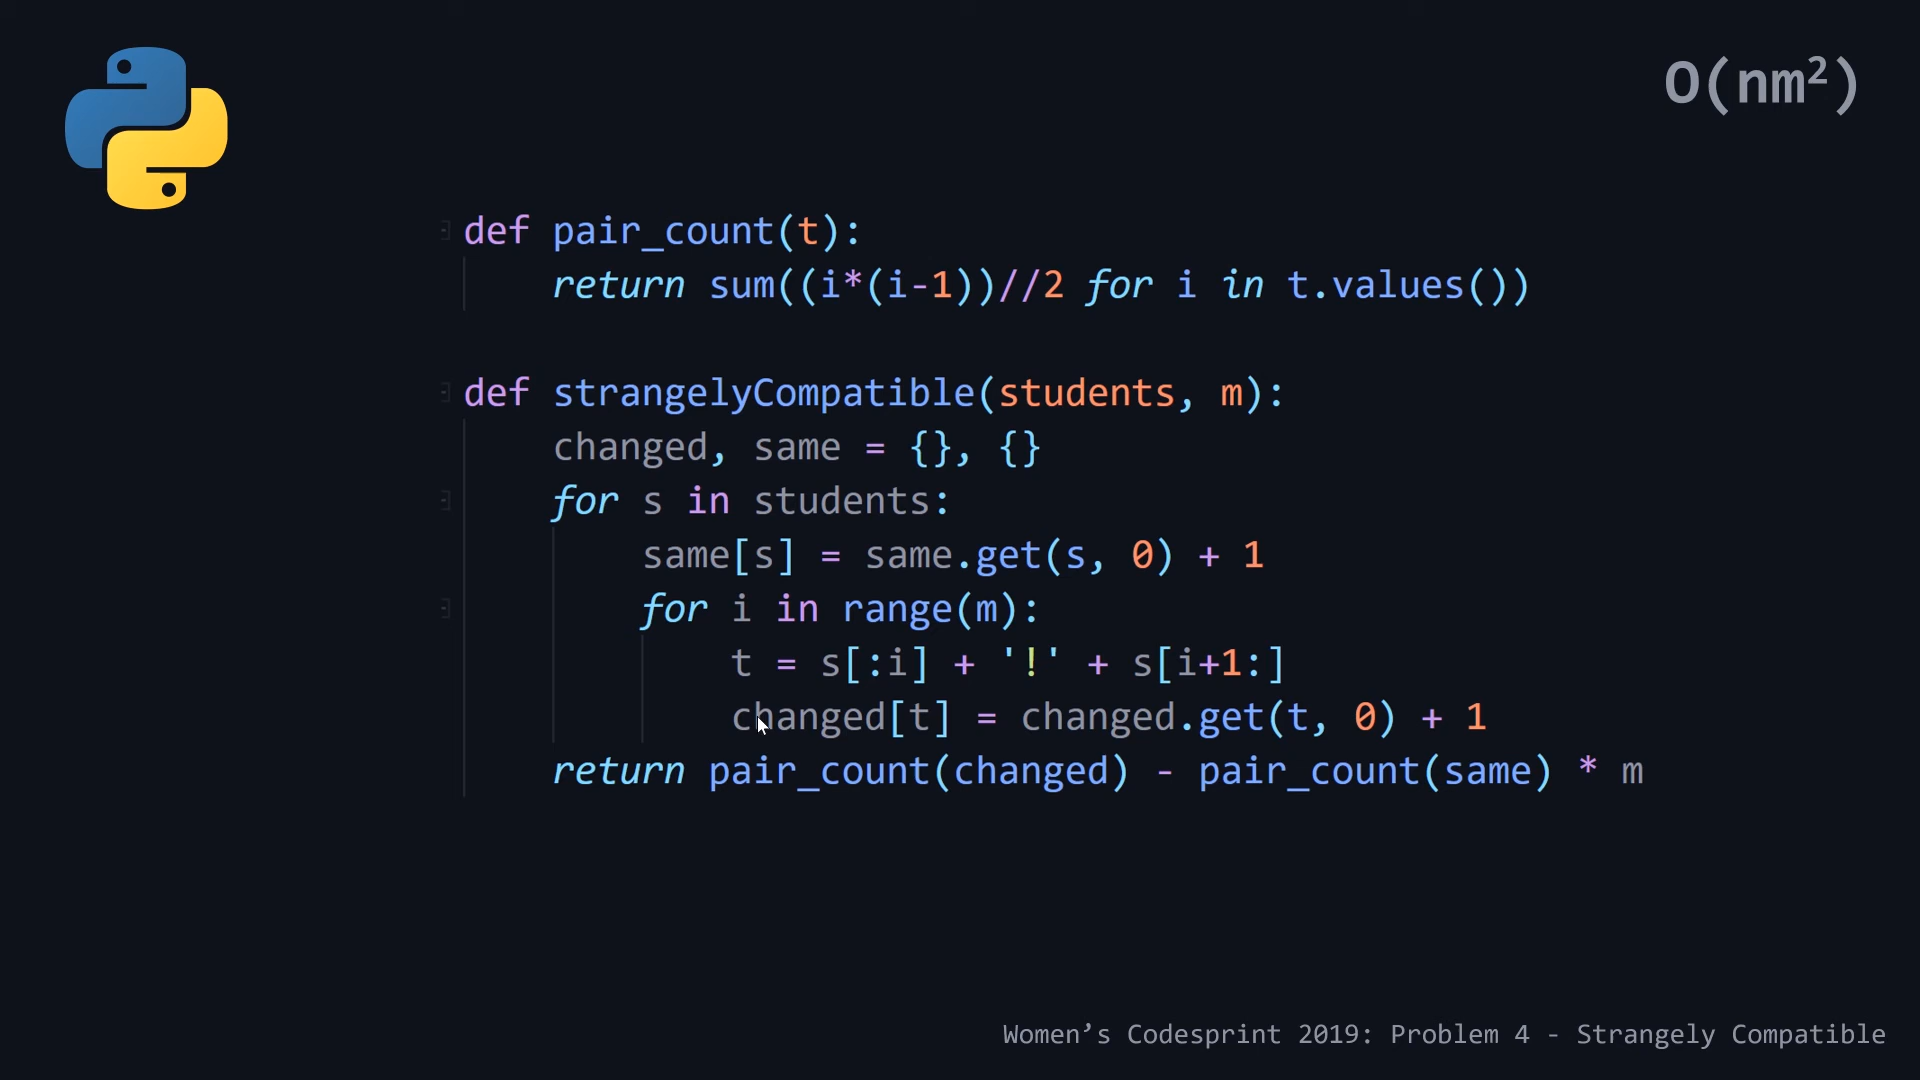 O(nm²)
def pair_count(t):
    return sum((i*(i-1))//2 for i in t.values())
def strangelyCompatible(students, m):
    changed, same = {}, {}
    for s in students:
        same[s] = same.get(s, 0) + 1
        for i in range(m):
            t = s[:i] + '!' + s[i+1:]
            changed[t] = changed.get(t, 0) + 1
    return pair_count(changed) - pair_count(same) * m
Women’s Codesprint 2019: Problem 4 - Strangely Compatible